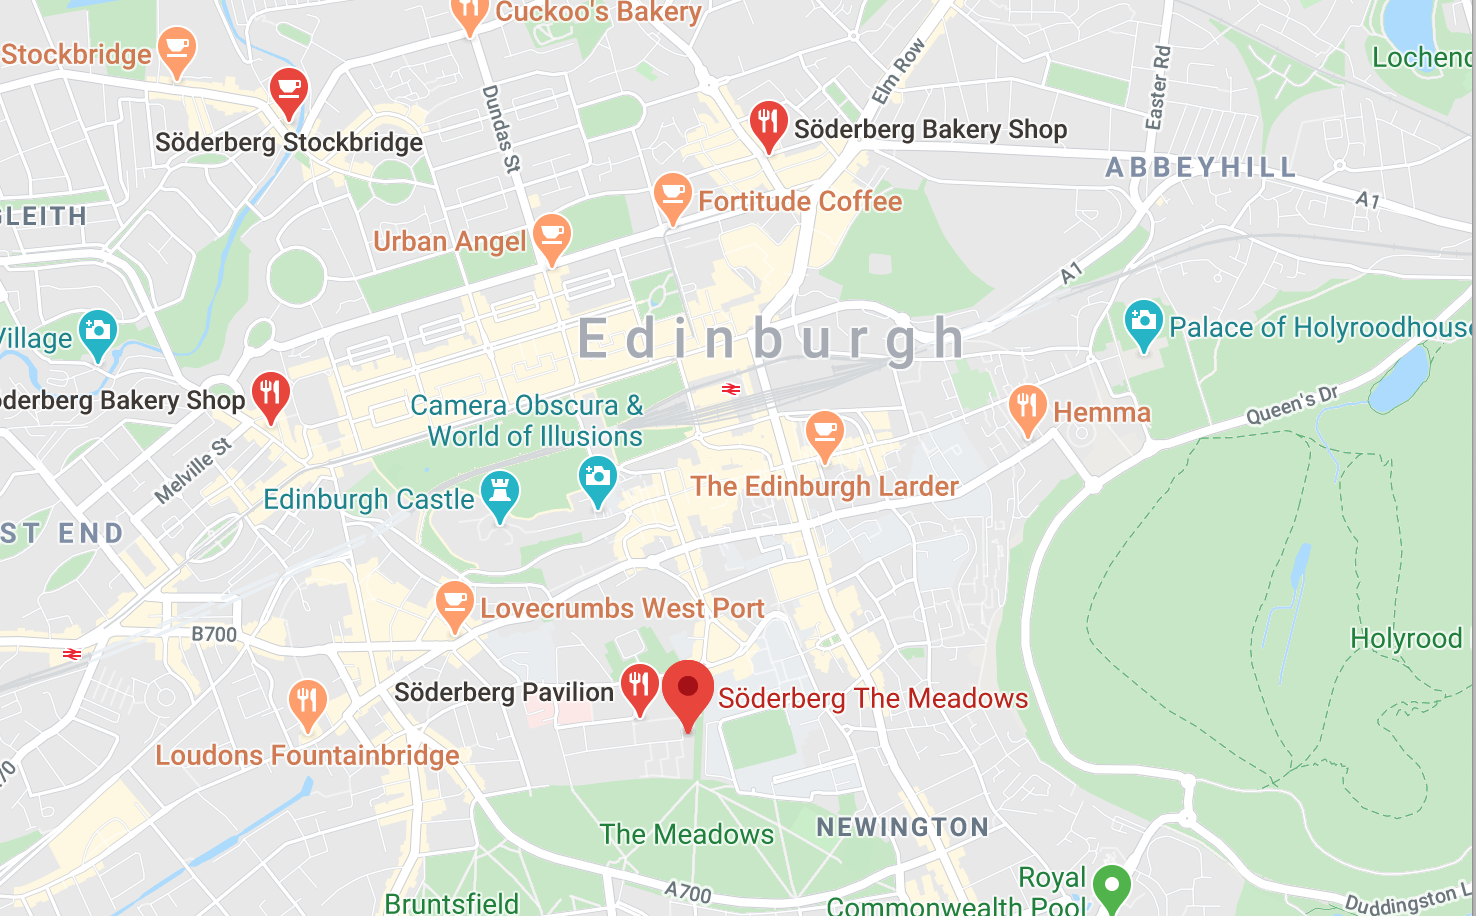 Cuckoo's Bakery
Stockbridge
Lochend
Elm Row
Easter Rd
Dundas St
Söderberg Stockbridge
Söderberg Bakery Shop
ABBEYHILL
A1
Fortitude Coffee
GLEITH
Urban Angel
A1
Village
Edinburgh
Palace of Holyroodhouse
öderberg Bakery Shop
Camera Obscura &
World of Illusions
Hemma
Queen's Dr
Melville St
Edinburgh Castle
The Edinburgh Larder
ST END
Lovecrumbs West Port
B700
Holyrood
Söderberg Pavilion
Söderberg The Meadows
Loudons Fountainbridge
70
The Meadows
NEWINGTON
A700
Bruntsfield
Royal
Commonwealth Pool
Duddingston L